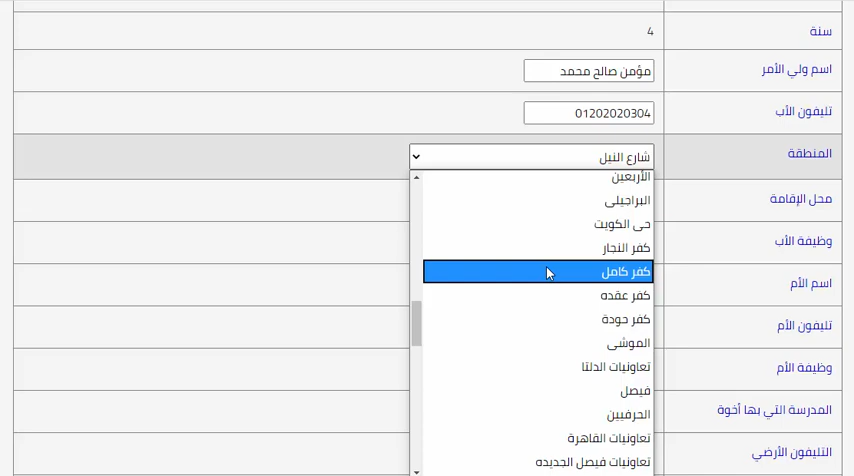 سنة 4
اسم ولي الأمر مؤمن صالح محمد
تليفون الأب 01202020304
المنطقة شارع النيل
الأربعين
محل الإقامة البراجيلى
حى الكويت
وظيفة الأب كفر النجار
كفر كامل
اسم الأم كفر عقده
تليفون الأم كفر حودة
الموشى
وظيفة الأم تعاونيات الدلتا
فيصل
المدرسة التي بها أخوة الحرفيين
تعاونيات القاهرة
التليفون الأرضي تعاونيات فيصل الجديده